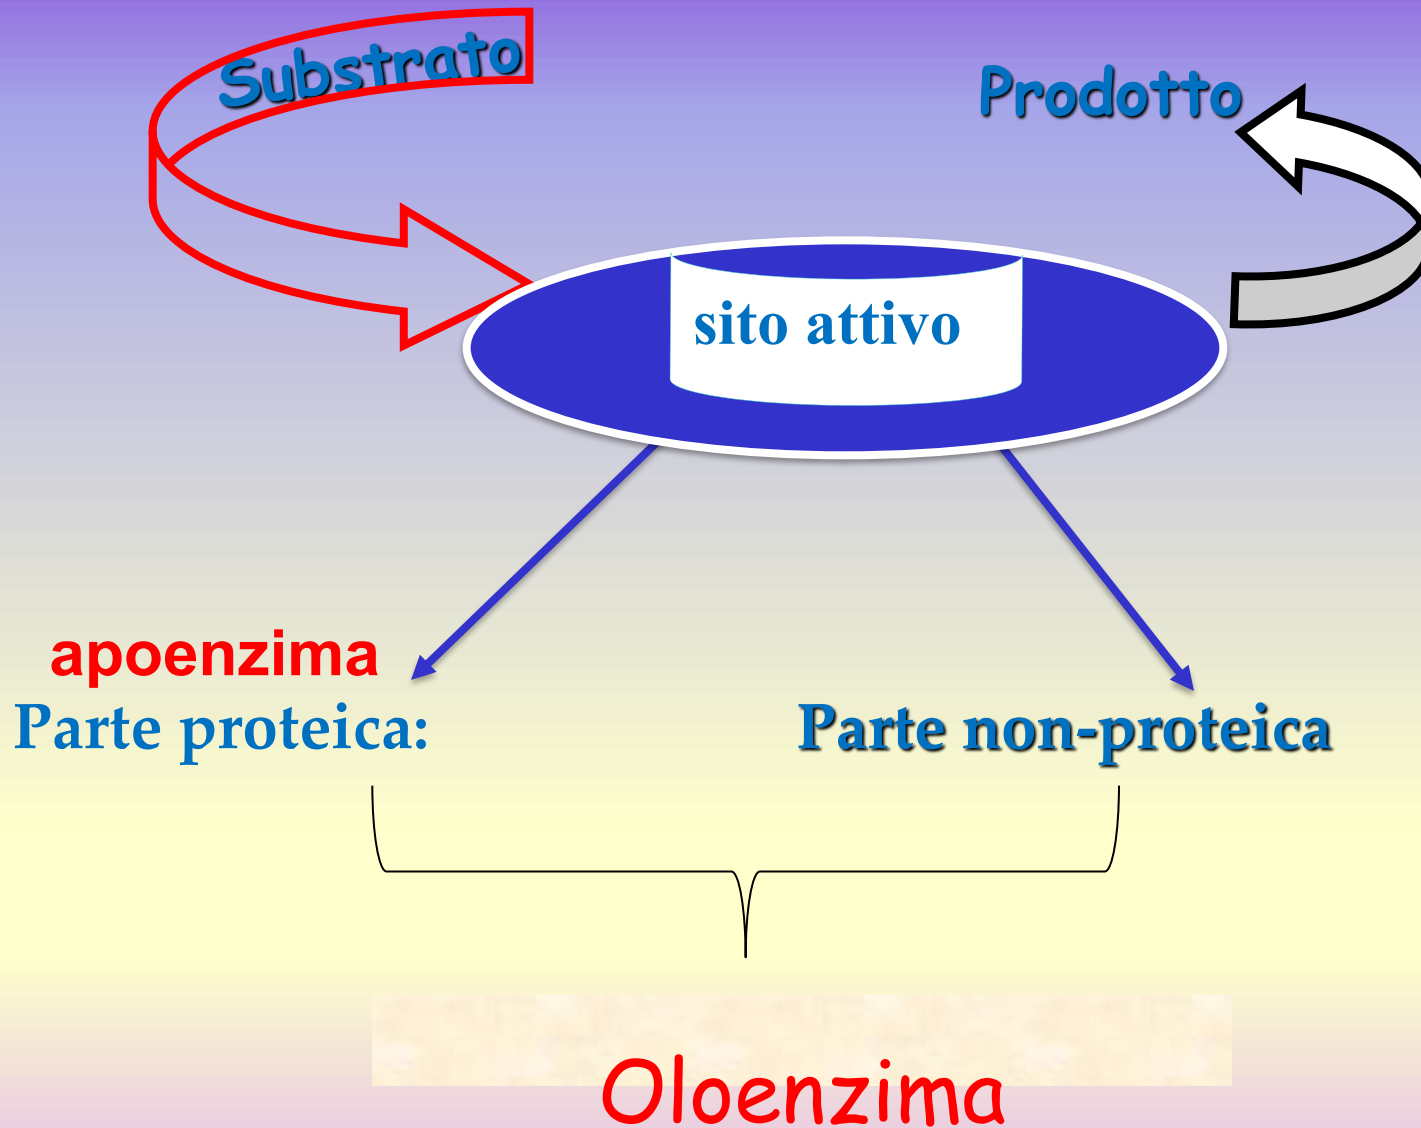 Substrato
Prodotto
sito attivo
apoenzima
Parte proteica:
Parte non-proteica
Oloenzima